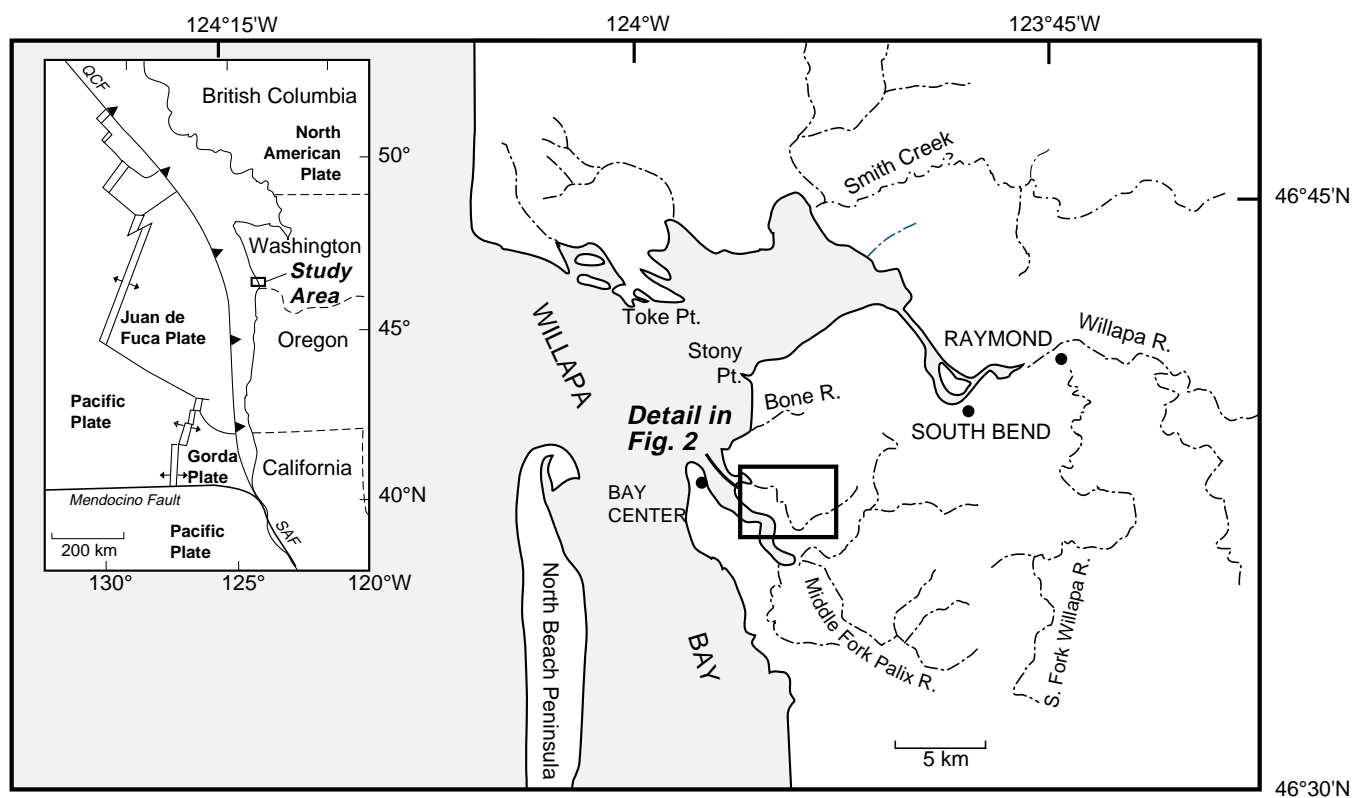 124°15'W
124°W
123°45'W
QCF
British Columbia
North
American
Plate
50°
Washington
Study
Area
Juan de
Fuca Plate
45°
Oregon
Pacific
Plate
Gorda
Plate
California
40°N
Mendocino Fault
Pacific
Plate
SAF
200 km
130°
125°
120°W
Smith Creek
46°45'N
Toke Pt.
WILLAPA
Stony
Pt.
RAYMOND
Willapa R.
Bone R.
SOUTH BEND
Detail in
Fig. 2
BAY
CENTER
North Beach Peninsula
BAY
Middle Fork Palix R.
S. Fork Willapa R.
5 km
46°30'N